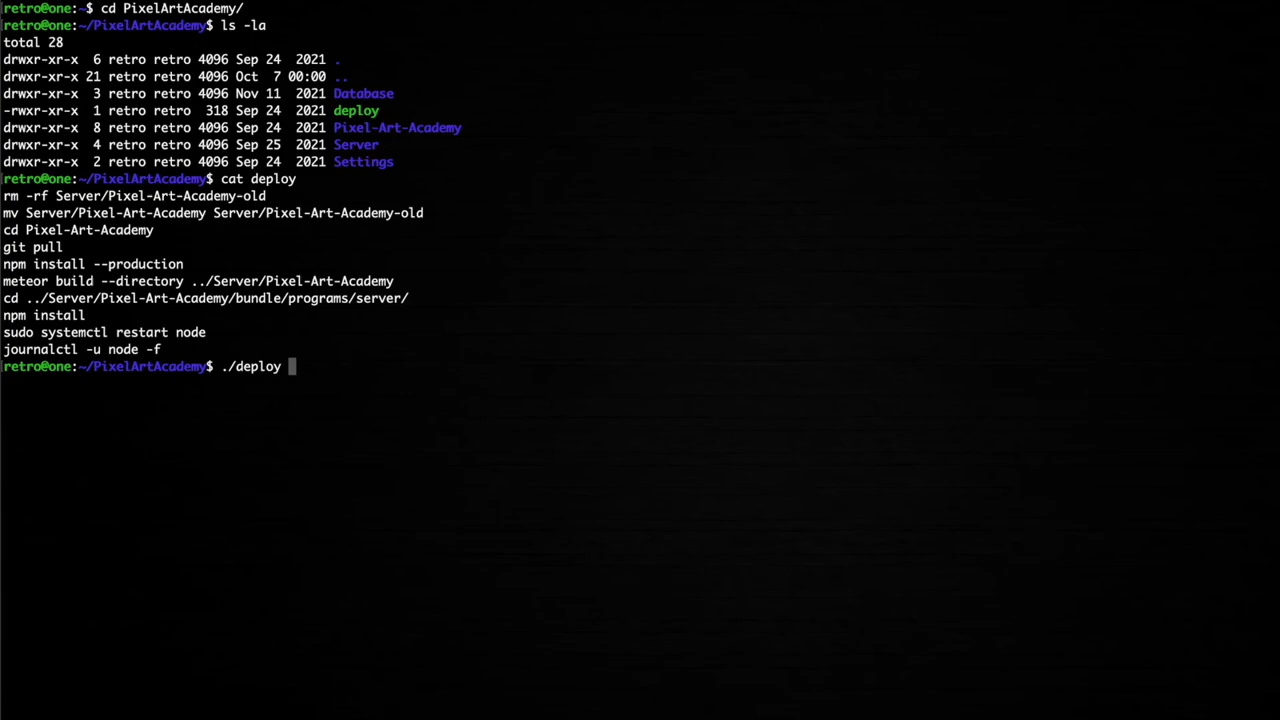 retro@one:~$ cd PixelArtAcademy/
retro@one:~/PixelArtAcademy$ ls -la
total 28
drwxr-xr-x  6 retro retro 4096 Sep 24  2021 .
drwxr-xr-x 21 retro retro 4096 Oct  7 00:00 ..
drwxr-xr-x  3 retro retro 4096 Nov 11  2021 Database
-rwxr-xr-x  1 retro retro  318 Sep 24  2021 deploy
drwxr-xr-x  8 retro retro 4096 Sep 24  2021 Pixel-Art-Academy
drwxr-xr-x  4 retro retro 4096 Sep 25  2021 Server
drwxr-xr-x  2 retro retro 4096 Sep 24  2021 Settings
retro@one:~/PixelArtAcademy$ cat deploy
rm -rf Server/Pixel-Art-Academy-old
mv Server/Pixel-Art-Academy Server/Pixel-Art-Academy-old
cd Pixel-Art-Academy
git pull
npm install --production
meteor build --directory ../Server/Pixel-Art-Academy
cd ../Server/Pixel-Art-Academy/bundle/programs/server/
npm install
sudo systemctl restart node
journalctl -u node -f
retro@one:~/PixelArtAcademy$ ./deploy